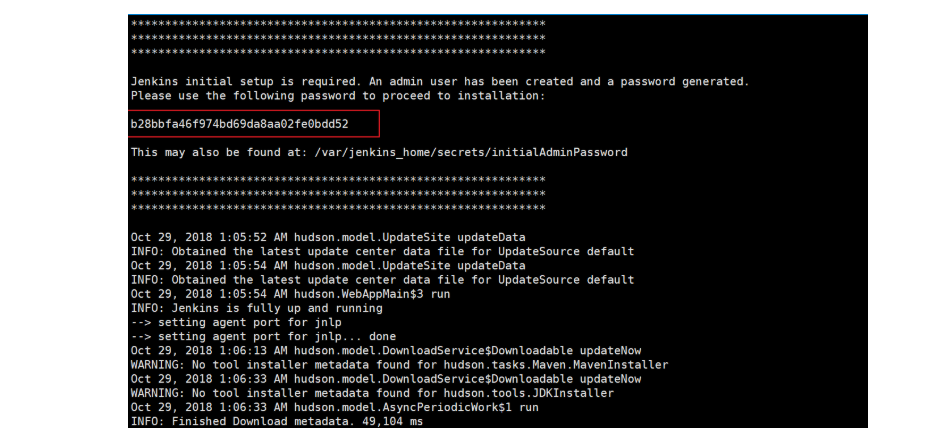 *************************************************************
*************************************************************
*************************************************************
Jenkins initial setup is required. An admin user has been created and a password generated.
Please use the following password to proceed to installation:
b28bbfa46f974bd69da8aa02fe0bdd52
This may also be found at: /var/jenkins_home/secrets/initialAdminPassword
*************************************************************
*************************************************************
*************************************************************
Oct 29, 2018 1:05:52 AM hudson.model.UpdateSite updateData
INFO: Obtained the latest update center data file for UpdateSource default
Oct 29, 2018 1:05:54 AM hudson.model.UpdateSite updateData
INFO: Obtained the latest update center data file for UpdateSource default
Oct 29, 2018 1:05:54 AM hudson.WebAppMain$3 run
INFO: Jenkins is fully up and running
--> setting agent port for jnlp
--> setting agent port for jnlp... done
Oct 29, 2018 1:06:13 AM hudson.model.DownloadService$Downloadable updateNow
WARNING: No tool installer metadata found for hudson.tasks.Maven.MavenInstaller
Oct 29, 2018 1:06:33 AM hudson.model.DownloadService$Downloadable updateNow
WARNING: No tool installer metadata found for hudson.tools.JDKInstaller
Oct 29, 2018 1:06:33 AM hudson.model.AsyncPeriodicWork$1 run
INFO: Finished Download metadata. 49,104 ms